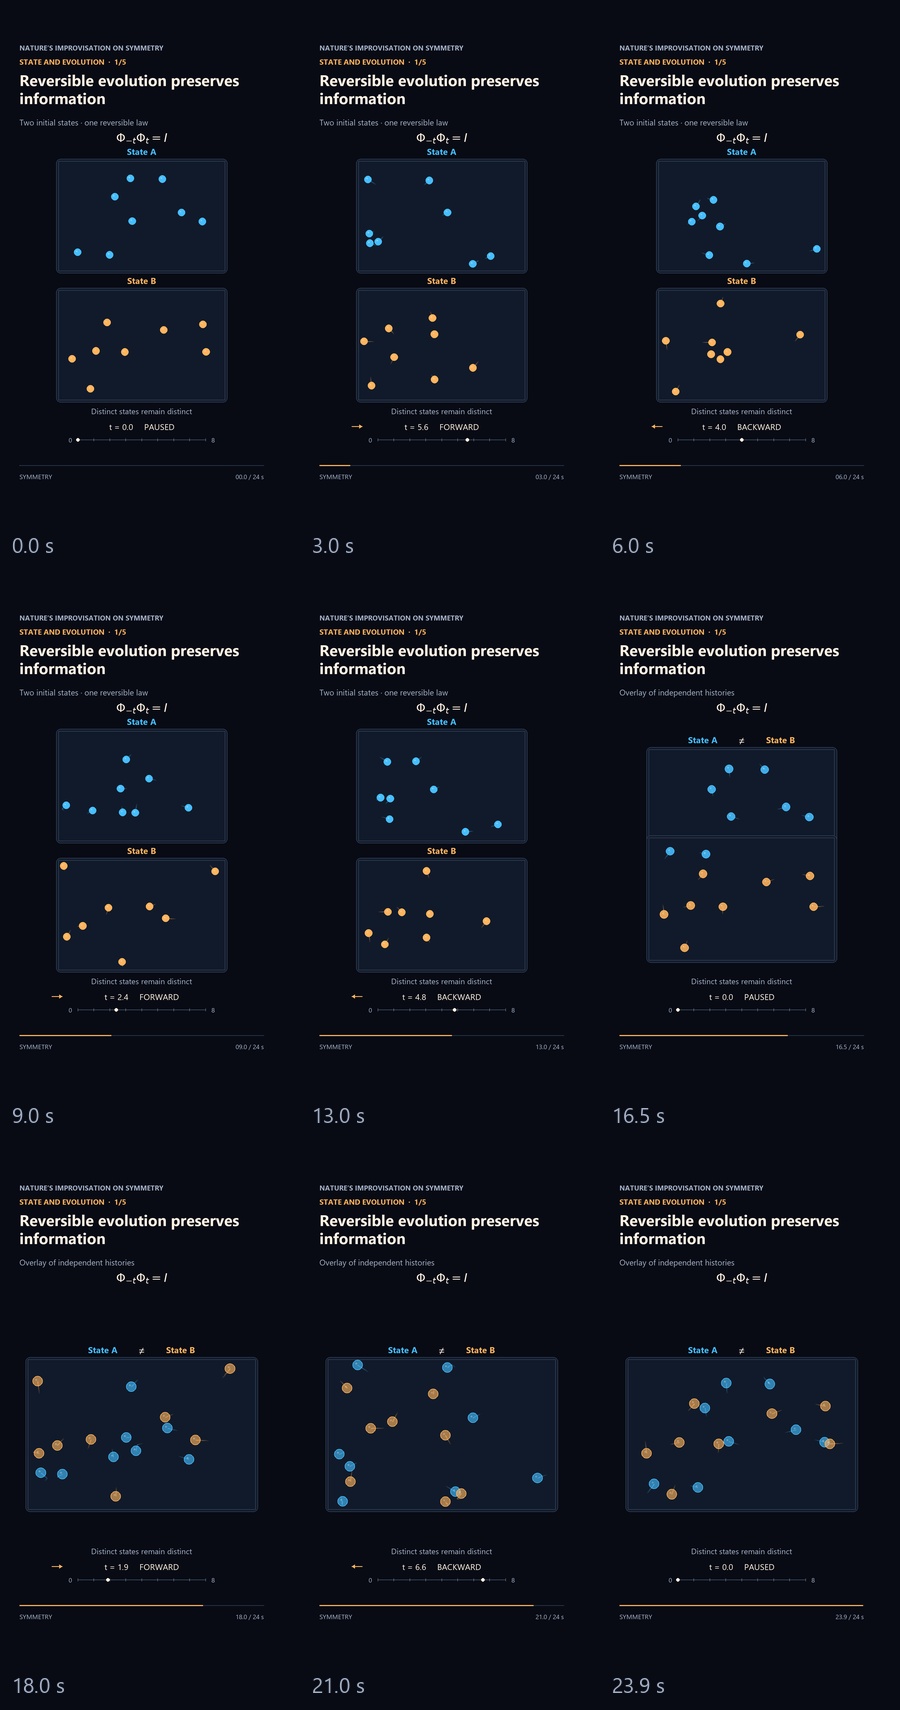 NATURE'S IMPROVISATION ON SYMMETRY
STATE AND EVOLUTION · 1/5
Reversible evolution preserves
information
Two initial states · one reversible law
Φ₋ₜΦₜ = I
State A
State B
Distinct states remain distinct
t = 0.0 PAUSED
0 8
SYMMETRY 00.0 / 24 s
0.0 s
NATURE'S IMPROVISATION ON SYMMETRY
STATE AND EVOLUTION · 1/5
Reversible evolution preserves
information
Two initial states · one reversible law
Φ₋ₜΦₜ = I
State A
State B
Distinct states remain distinct
→ t = 5.6 FORWARD
0 8
SYMMETRY 03.0 / 24 s
3.0 s
NATURE'S IMPROVISATION ON SYMMETRY
STATE AND EVOLUTION · 1/5
Reversible evolution preserves
information
Two initial states · one reversible law
Φ₋ₜΦₜ = I
State A
State B
Distinct states remain distinct
← t = 4.0 BACKWARD
0 8
SYMMETRY 06.0 / 24 s
6.0 s
NATURE'S IMPROVISATION ON SYMMETRY
STATE AND EVOLUTION · 1/5
Reversible evolution preserves
information
Two initial states · one reversible law
Φ₋ₜΦₜ = I
State A
State B
Distinct states remain distinct
→ t = 2.4 FORWARD
0 8
SYMMETRY 09.0 / 24 s
9.0 s
NATURE'S IMPROVISATION ON SYMMETRY
STATE AND EVOLUTION · 1/5
Reversible evolution preserves
information
Two initial states · one reversible law
Φ₋ₜΦₜ = I
State A
State B
Distinct states remain distinct
← t = 4.8 BACKWARD
0 8
SYMMETRY 13.0 / 24 s
13.0 s
NATURE'S IMPROVISATION ON SYMMETRY
STATE AND EVOLUTION · 1/5
Reversible evolution preserves
information
Overlay of independent histories
Φ₋ₜΦₜ = I
State A ≠ State B
Distinct states remain distinct
t = 0.0 PAUSED
0 8
SYMMETRY 16.5 / 24 s
16.5 s
NATURE'S IMPROVISATION ON SYMMETRY
STATE AND EVOLUTION · 1/5
Reversible evolution preserves
information
Overlay of independent histories
Φ₋ₜΦₜ = I
State A ≠ State B
Distinct states remain distinct
→ t = 1.9 FORWARD
0 8
SYMMETRY 18.0 / 24 s
18.0 s
NATURE'S IMPROVISATION ON SYMMETRY
STATE AND EVOLUTION · 1/5
Reversible evolution preserves
information
Overlay of independent histories
Φ₋ₜΦₜ = I
State A ≠ State B
Distinct states remain distinct
← t = 6.6 BACKWARD
0 8
SYMMETRY 21.0 / 24 s
21.0 s
NATURE'S IMPROVISATION ON SYMMETRY
STATE AND EVOLUTION · 1/5
Reversible evolution preserves
information
Overlay of independent histories
Φ₋ₜΦₜ = I
State A ≠ State B
Distinct states remain distinct
t = 0.0 PAUSED
0 8
SYMMETRY 23.9 / 24 s
23.9 s